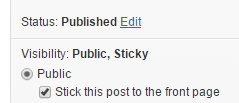 Status: Published Edit
Visibility: Public, Sticky
Public
Stick this post to the front page